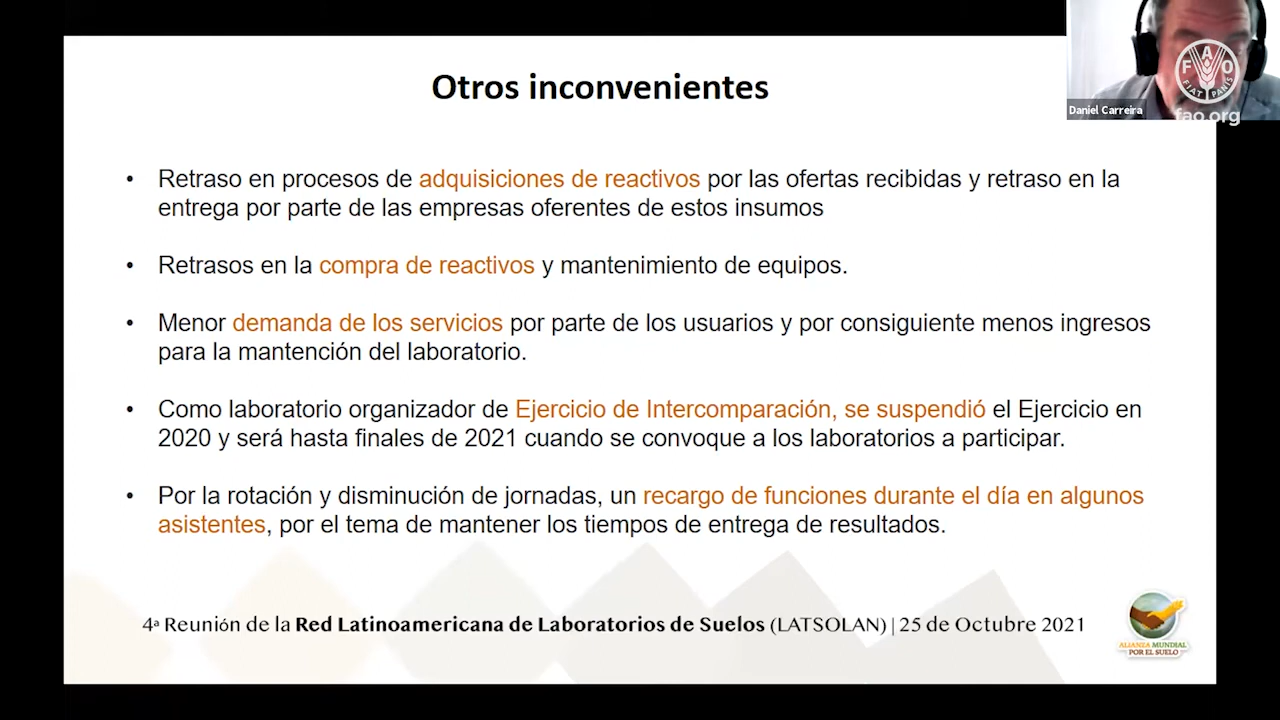 Otros inconvenientes
F A O
FIAT PANIS
fao.org
Daniel Carreira
• Retraso en procesos de adquisiciones de reactivos por las ofertas recibidas y retraso en la
entrega por parte de las empresas oferentes de estos insumos
• Retrasos en la compra de reactivos y mantenimiento de equipos.
• Menor demanda de los servicios por parte de los usuarios y por consiguiente menos ingresos
para la mantención del laboratorio.
• Como laboratorio organizador de Ejercicio de Intercomparación, se suspendió el Ejercicio en
2020 y será hasta finales de 2021 cuando se convoque a los laboratorios a participar.
• Por la rotación y disminución de jornadas, un recargo de funciones durante el día en algunos
asistentes, por el tema de mantener los tiempos de entrega de resultados.
4ª Reunión de la Red Latinoamericana de Laboratorios de Suelos (LATSOLAN) | 25 de Octubre 2021
ALIANZA MUNDIAL
POR EL SUELO